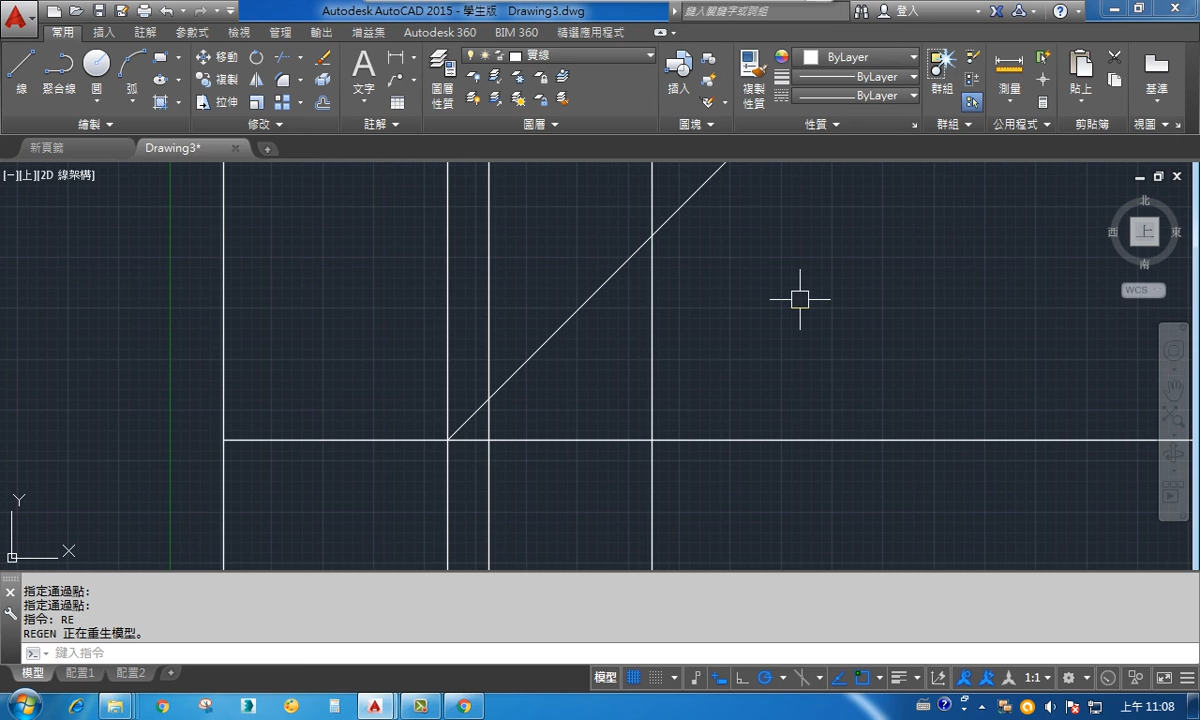 Autodesk AutoCAD 2015 - 學生版 Drawing3.dwg
鍵入關鍵字或詞組
登入
常用 插入 註解 參數式 檢視 管理 輸出 增益集 Autodesk 360 BIM 360 精選應用程式
線 聚合線 圓 弧
移動
複製
拉伸
文字
圖層
性質
實線
插入
複製
性質
ByLayer
ByLayer
ByLayer
群組
測量
貼上
基準
繪製 修改 註解 圖層 圖塊 性質 群組 公用程式 剪貼簿 視圖
新頁籤 Drawing3*
[−][上][2D 線架構]
北
西 上 東
南
WCS
Y
X
指定通過點:
指定通過點:
指令: RE
REGEN 正在重生模型。
鍵入指令
模型 配置1 配置2
模型 1:1
上午 11:08